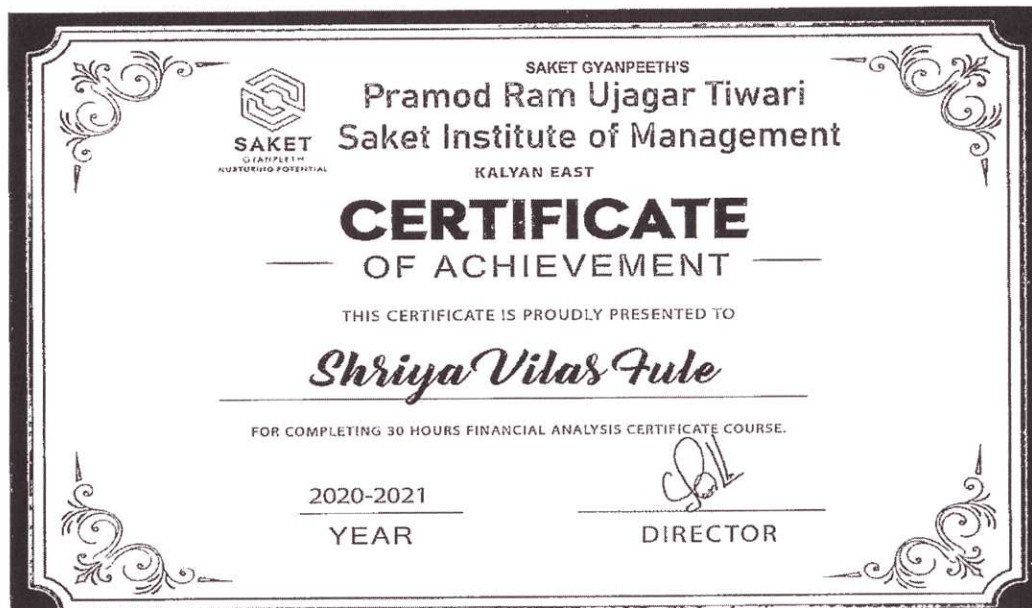 SAKET GYANPEETH'S
Pramod Ram Ujagar Tiwari
Saket Institute of Management
KALYAN EAST
SAKET
GYANPEETH
NURTURING POTENTIAL
CERTIFICATE
OF ACHIEVEMENT
THIS CERTIFICATE IS PROUDLY PRESENTED TO
Shriya Vilas Fule
FOR COMPLETING 30 HOURS FINANCIAL ANALYSIS CERTIFICATE COURSE.
2020-2021
YEAR
DIRECTOR